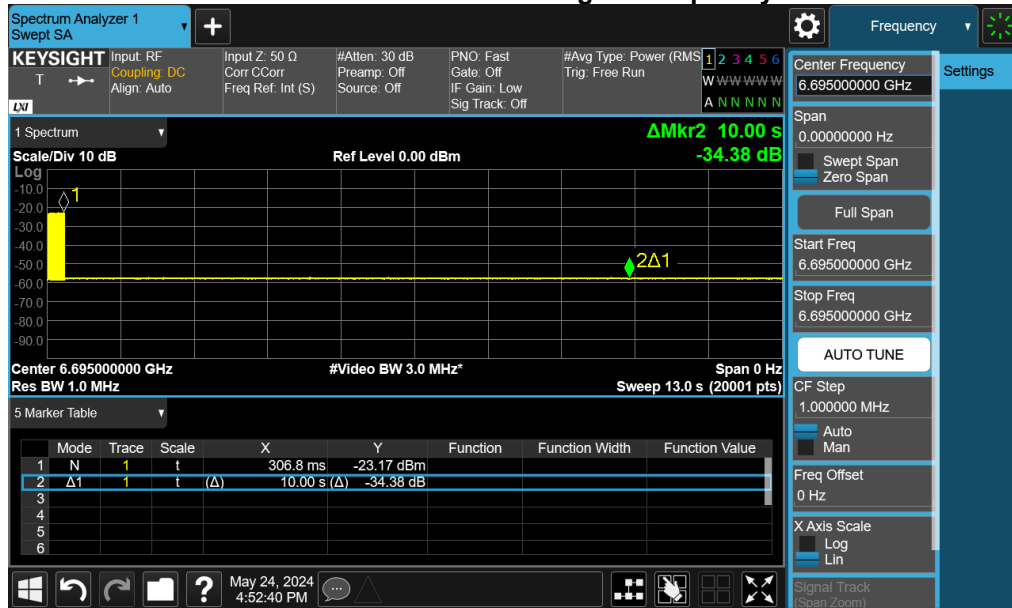 Spectrum Analyzer 1
Swept SA
Frequency
KEYSIGHT
T
LXI
Input: RF
Coupling: DC
Align: Auto
Input Z: 50 Ω
Corr CCorr
Freq Ref: Int (S)
#Atten: 30 dB
Preamp: Off
Source: Off
PNO: Fast
Gate: Off
IF Gain: Low
Sig Track: Off
#Avg Type: Power (RMS
Trig: Free Run
1 2 3 4 5 6
W W W W W W
A N N N N N
1 Spectrum
ΔMkr2 10.00 s
-34.38 dB
Scale/Div 10 dB
Ref Level 0.00 dBm
Log
-10.0
-20.0
-30.0
-40.0
-50.0
-60.0
-70.0
-80.0
-90.0
1
2Δ1
Center 6.695000000 GHz
#Video BW 3.0 MHz*
Span 0 Hz
Res BW 1.0 MHz
Sweep 13.0 s (20001 pts)
5 Marker Table
Mode Trace Scale X Y Function Function Width Function Value
1 N 1 t 306.8 ms -23.17 dBm
2 Δ1 1 t (Δ) 10.00 s (Δ) -34.38 dB
3
4
5
6
May 24, 2024
4:52:40 PM
Center Frequency
6.695000000 GHz
Settings
Span
0.00000000 Hz
Swept Span
Zero Span
Full Span
Start Freq
6.695000000 GHz
Stop Freq
6.695000000 GHz
AUTO TUNE
CF Step
1.000000 MHz
Auto
Man
Freq Offset
0 Hz
X Axis Scale
Log
Lin
Signal Track
(Span Zoom)